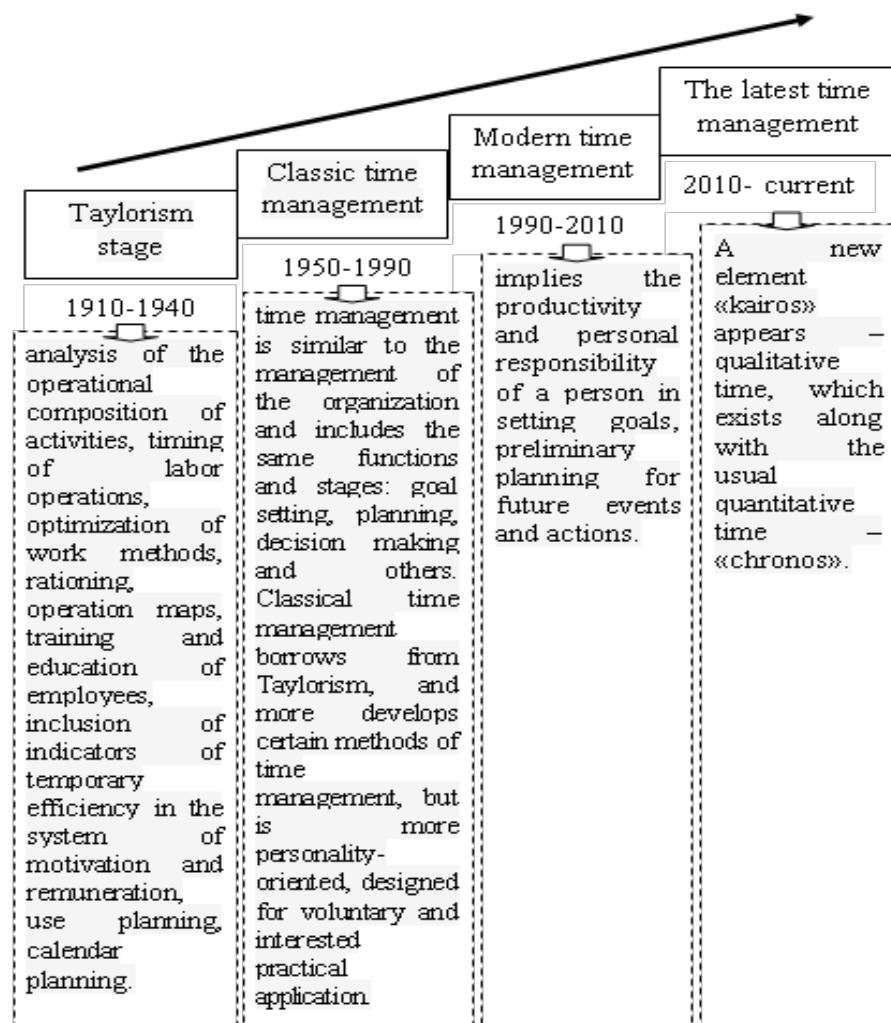 Taylorism
stage
1910-1940
analysis of the
operational
composition of
activities, timing
of labor
operations,
optimization of
work methods,
rationing,
operation maps,
training and
education of
employees,
inclusion of
indicators of
temporary
efficiency in the
system of
motivation and
remuneration,
use planning,
calendar
planning.
Classic time
management
1950-1990
time management
is similar to the
management of
the organization
and includes the
same functions
and stages: goal
setting, planning,
decision making
and others.
Classical time
management
borrows from
Taylorism, and
more develops
certain methods of
time
management, but
is more
personality-
oriented, designed
for voluntary and
interested
practical
application.
Modern time
management
1990-2010
implies the
productivity
and personal
responsibility
of a person in
setting goals,
preliminary
planning for
future events
and actions.
The latest time
management
2010- current
A new
element
«kairos»
appears –
qualitative
time, which
exists along
with the
usual
quantitative
time –
«chronos».